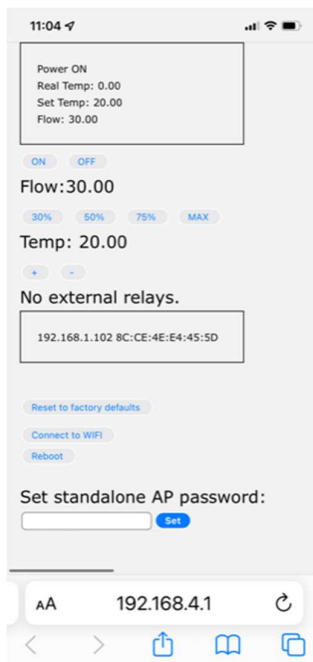 11:04
Power ON
Real Temp: 0.00
Set Temp: 20.00
Flow: 30.00
ON OFF
Flow:30.00
30% 50% 75% MAX
Temp: 20.00
+ -
No external relays.
192.168.1.102 8C:CE:4E:E4:45:5D
Reset to factory defaults
Connect to WIFI
Reboot
Set standalone AP password:
Set
AA 192.168.4.1